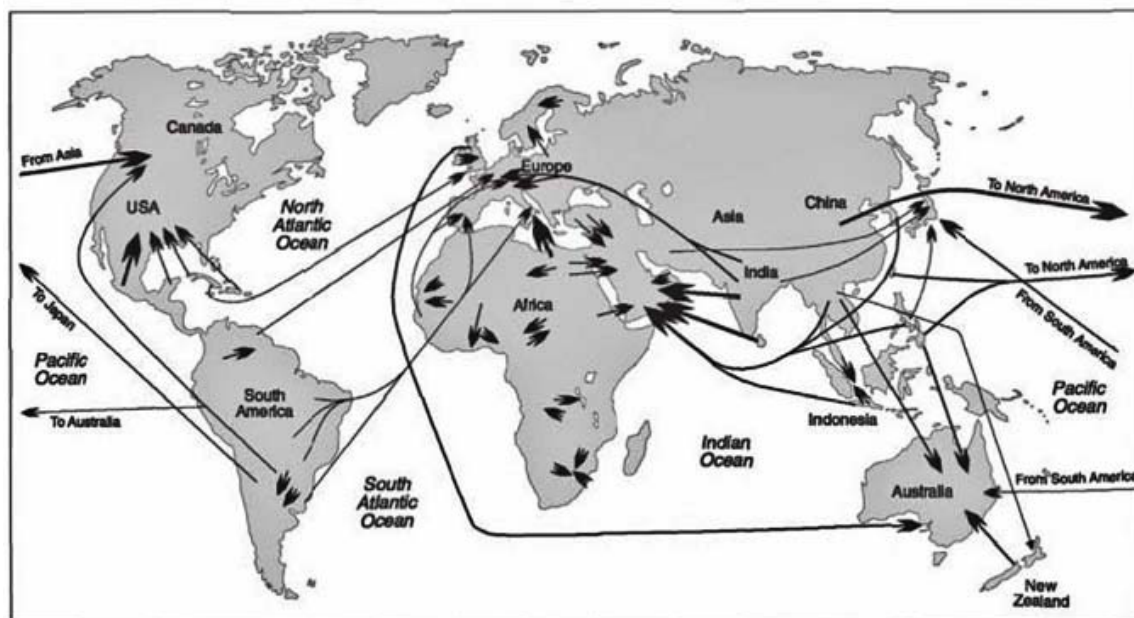 Canada
From Asia
USA
North
Atlantic
Ocean
Europe
Asia
China
To North America
India
To North America
Africa
To Japan
From South America
Pacific
Ocean
South
America
Pacific
Ocean
To Australia
Indonesia
Indian
Ocean
South
Atlantic
Ocean
From South America
Australia
New
Zealand